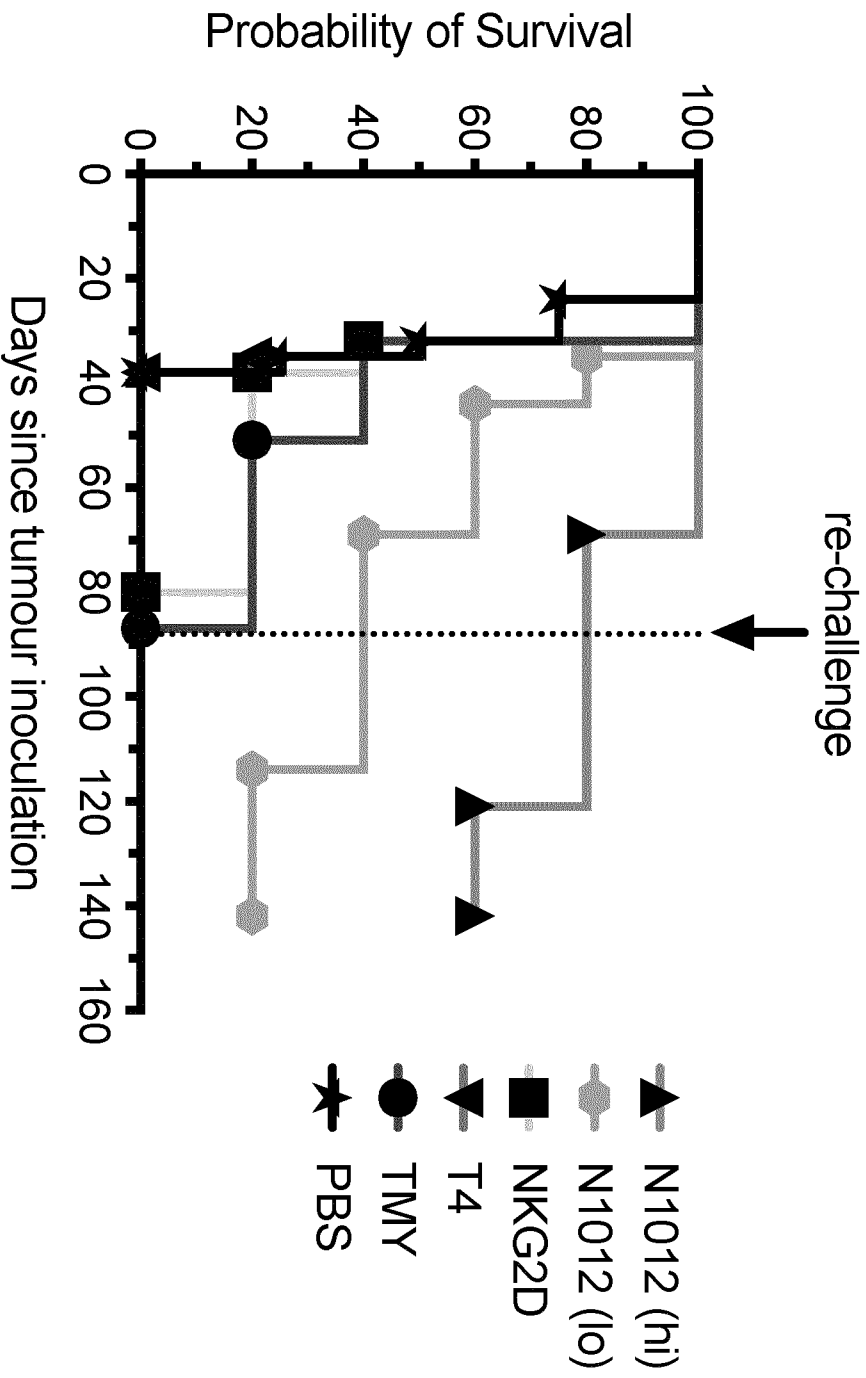 re-challenge
Probability of Survival
100
80
60
40
20
0
0
20
40
60
80
100
120
140
160
Days since tumour inoculation
N1012 (hi)
N1012 (lo)
NKG2D
T4
TMY
PBS